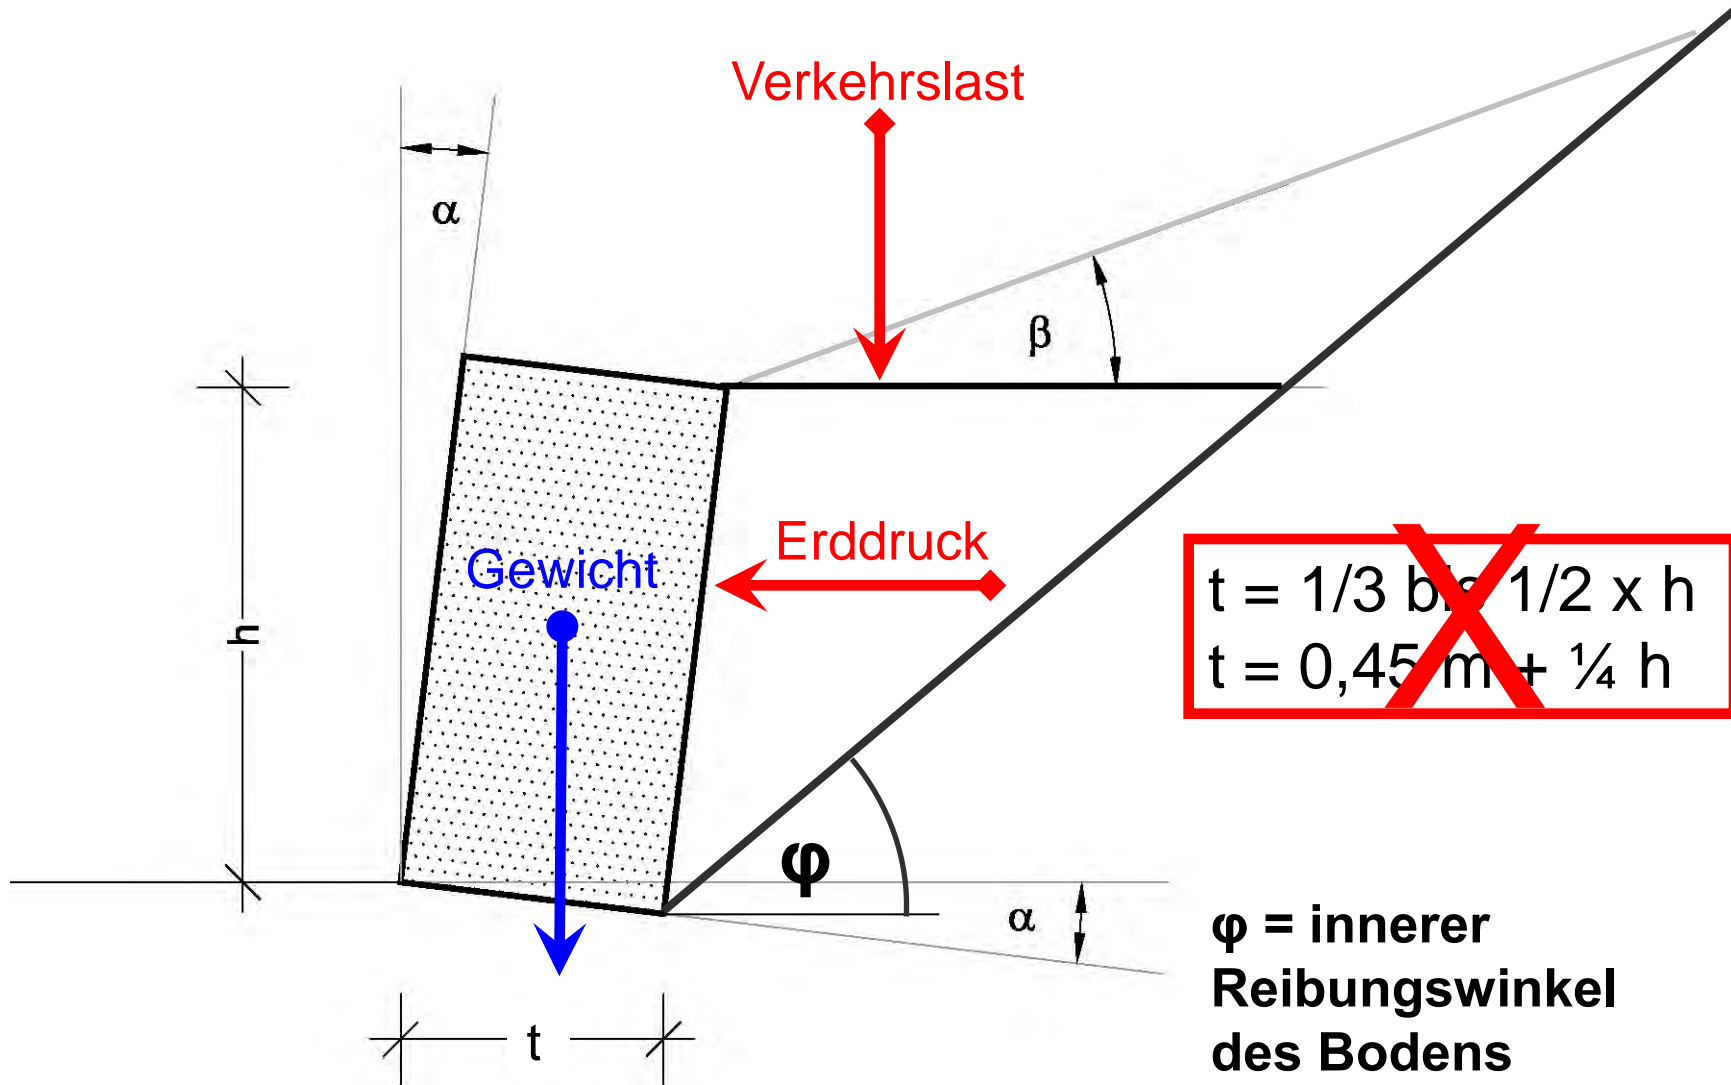 Verkehrslast
α
β
Erddruck
Gewicht
t = 1/3 bis 1/2 x h
t = 0,45 m + ¼ h
h
φ
α
φ = innerer
Reibungswinkel
des Bodens
t